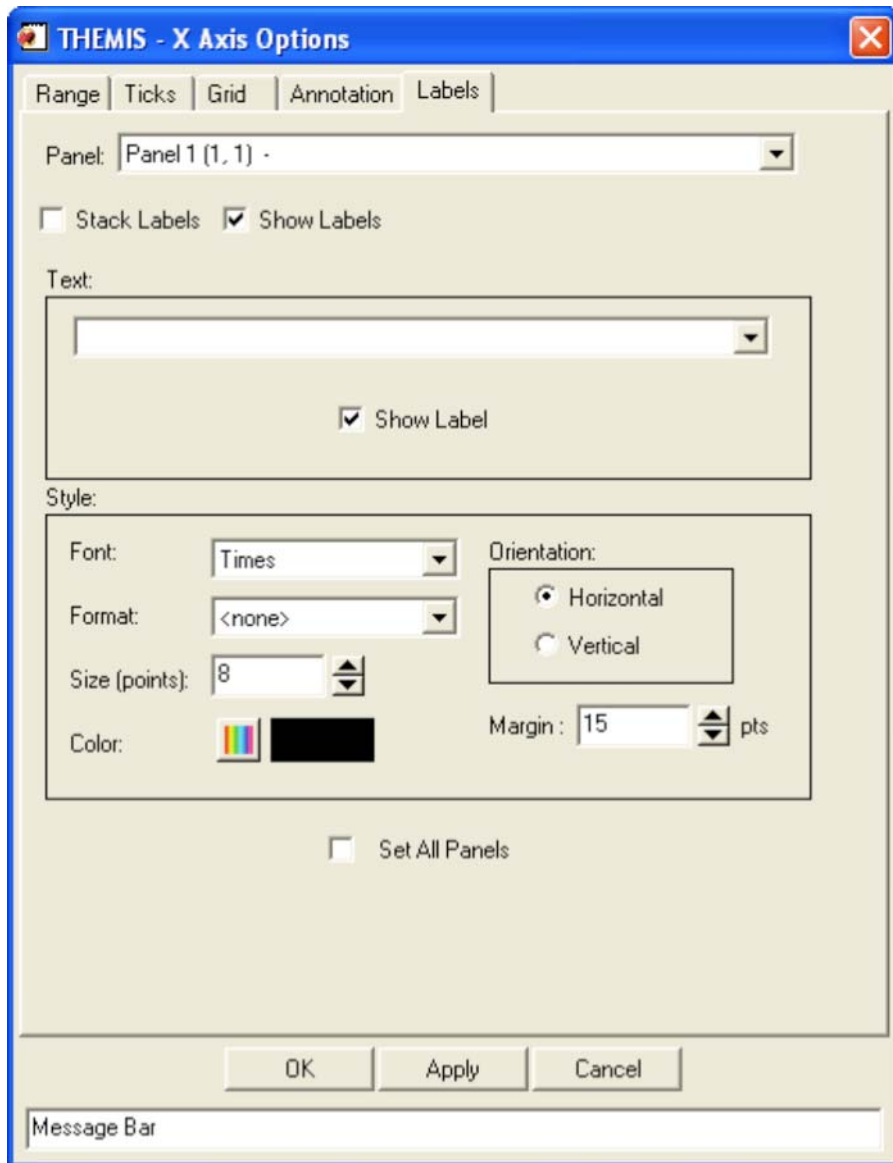 THEMIS - X Axis Options
Range Ticks Grid Annotation Labels
Panel: Panel 1 (1, 1) -
Stack Labels Show Labels
Text:
Show Label
Style:
Font: Times
Orientation:
Horizontal
Format: <none>
Vertical
Size (points): 8
Margin : 15 pts
Color:
Set All Panels
OK Apply Cancel
Message Bar